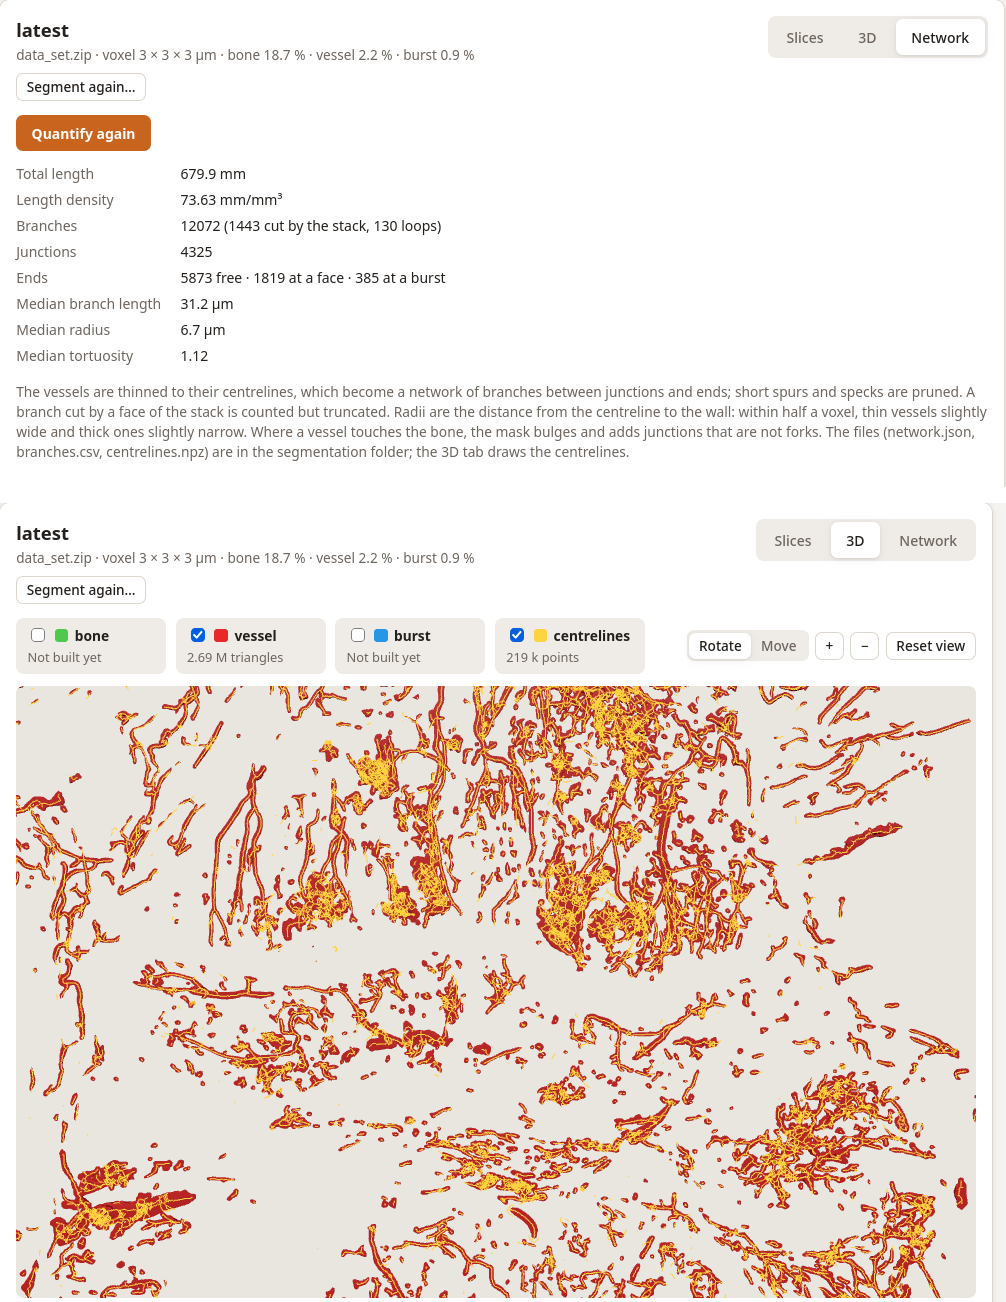 latest
Slices 3D Network
data_set.zip · voxel 3 × 3 × 3 µm · bone 18.7 % · vessel 2.2 % · burst 0.9 %
Segment again...
Quantify again
Total length 679.9 mm
Length density 73.63 mm/mm³
Branches 12072 (1443 cut by the stack, 130 loops)
Junctions 4325
Ends 5873 free · 1819 at a face · 385 at a burst
Median branch length 31.2 µm
Median radius 6.7 µm
Median tortuosity 1.12
The vessels are thinned to their centrelines, which become a network of branches between junctions and ends; short spurs and specks are pruned. A
branch cut by a face of the stack is counted but truncated. Radii are the distance from the centreline to the wall: within half a voxel, thin vessels slightly
wide and thick ones slightly narrow. Where a vessel touches the bone, the mask bulges and adds junctions that are not forks. The files (network.json,
branches.csv, centrelines.npz) are in the segmentation folder; the 3D tab draws the centrelines.
latest
Slices 3D Network
data_set.zip · voxel 3 × 3 × 3 µm · bone 18.7 % · vessel 2.2 % · burst 0.9 %
Segment again...
bone vessel burst centrelines
Not built yet 2.69 M triangles Not built yet 219 k points
Rotate Move + − Reset view